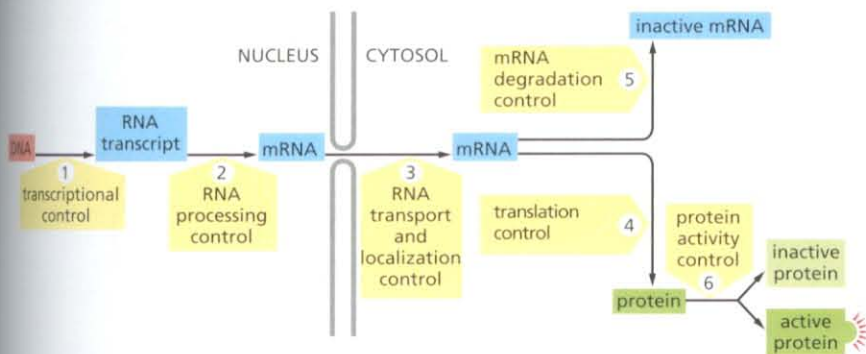 inactive mRNA
NUCLEUS
CYTOSOL
mRNA
degradation
control
5
DNA
RNA
transcript
mRNA
mRNA
1
transcriptional
control
2
RNA
processing
control
3
RNA
transport
and
localization
control
translation
control
4
protein
activity
control
6
protein
inactive
protein
active
protein